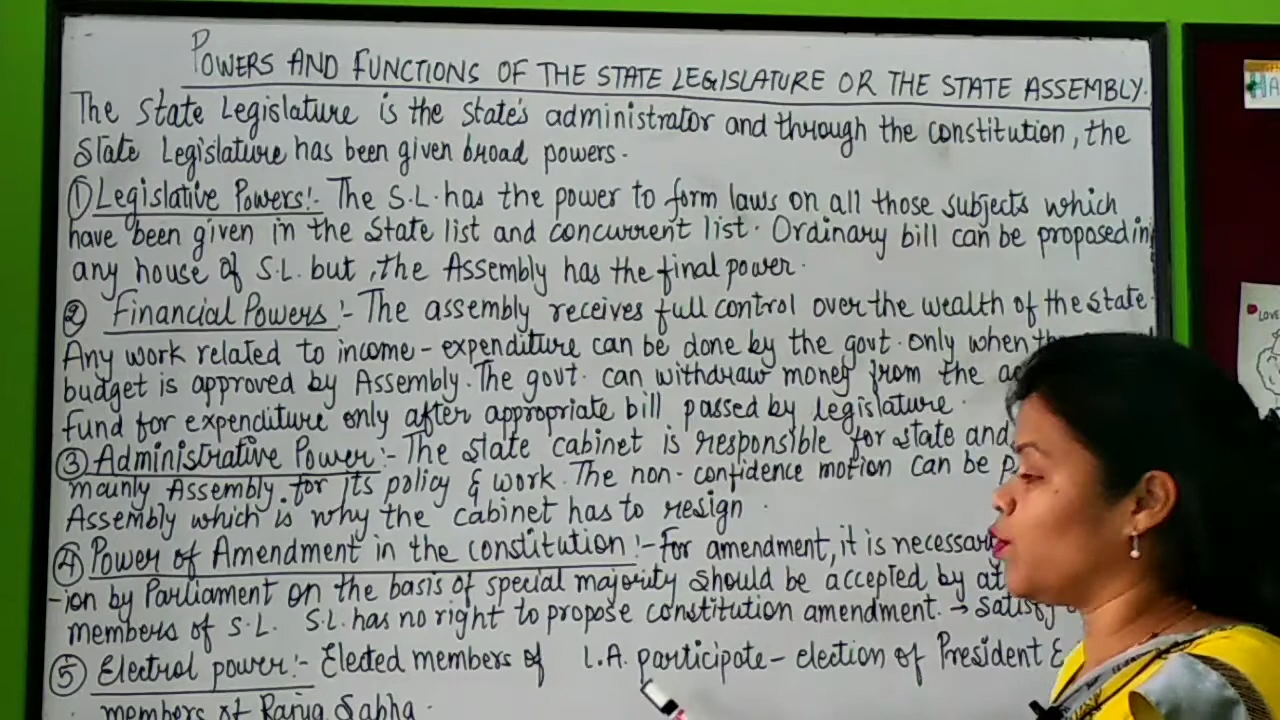 POWERS AND FUNCTIONS OF THE STATE LEGISLATURE OR THE STATE ASSEMBLY.
The State Legislature is the State's administrator and through the constitution, the
State Legislature has been given broad powers.
① Legislative Powers:- The S.L. has the power to form laws on all those subjects which
have been given in the State list and concurrent list. Ordinary bill can be proposed in
any house of S.L. but, the Assembly has the final power.
② Financial Powers:- The assembly receives full control over the wealth of the State.
Any work related to income-expenditure can be done by the govt. only when the
budget is approved by Assembly. The govt. can withdraw money from the
fund for expenditure only after appropriate bill passed by legislature.
③ Administrative Power:- The state cabinet is responsible for state and
mainly Assembly. for its policy & work. The non-confidence motion can be
Assembly which is why the cabinet has to resign.
④ Power of Amendment in the constitution:- For amendment, it is necessary
-ion by Parliament on the basis of special majority should be accepted by at
members of S.L. S.L. has no right to propose constitution amendment. → Satisfy
⑤ Electrol power:- Elected members of L.A. participate - election of President &
members of Rajya Sabha.
HA
LOVE